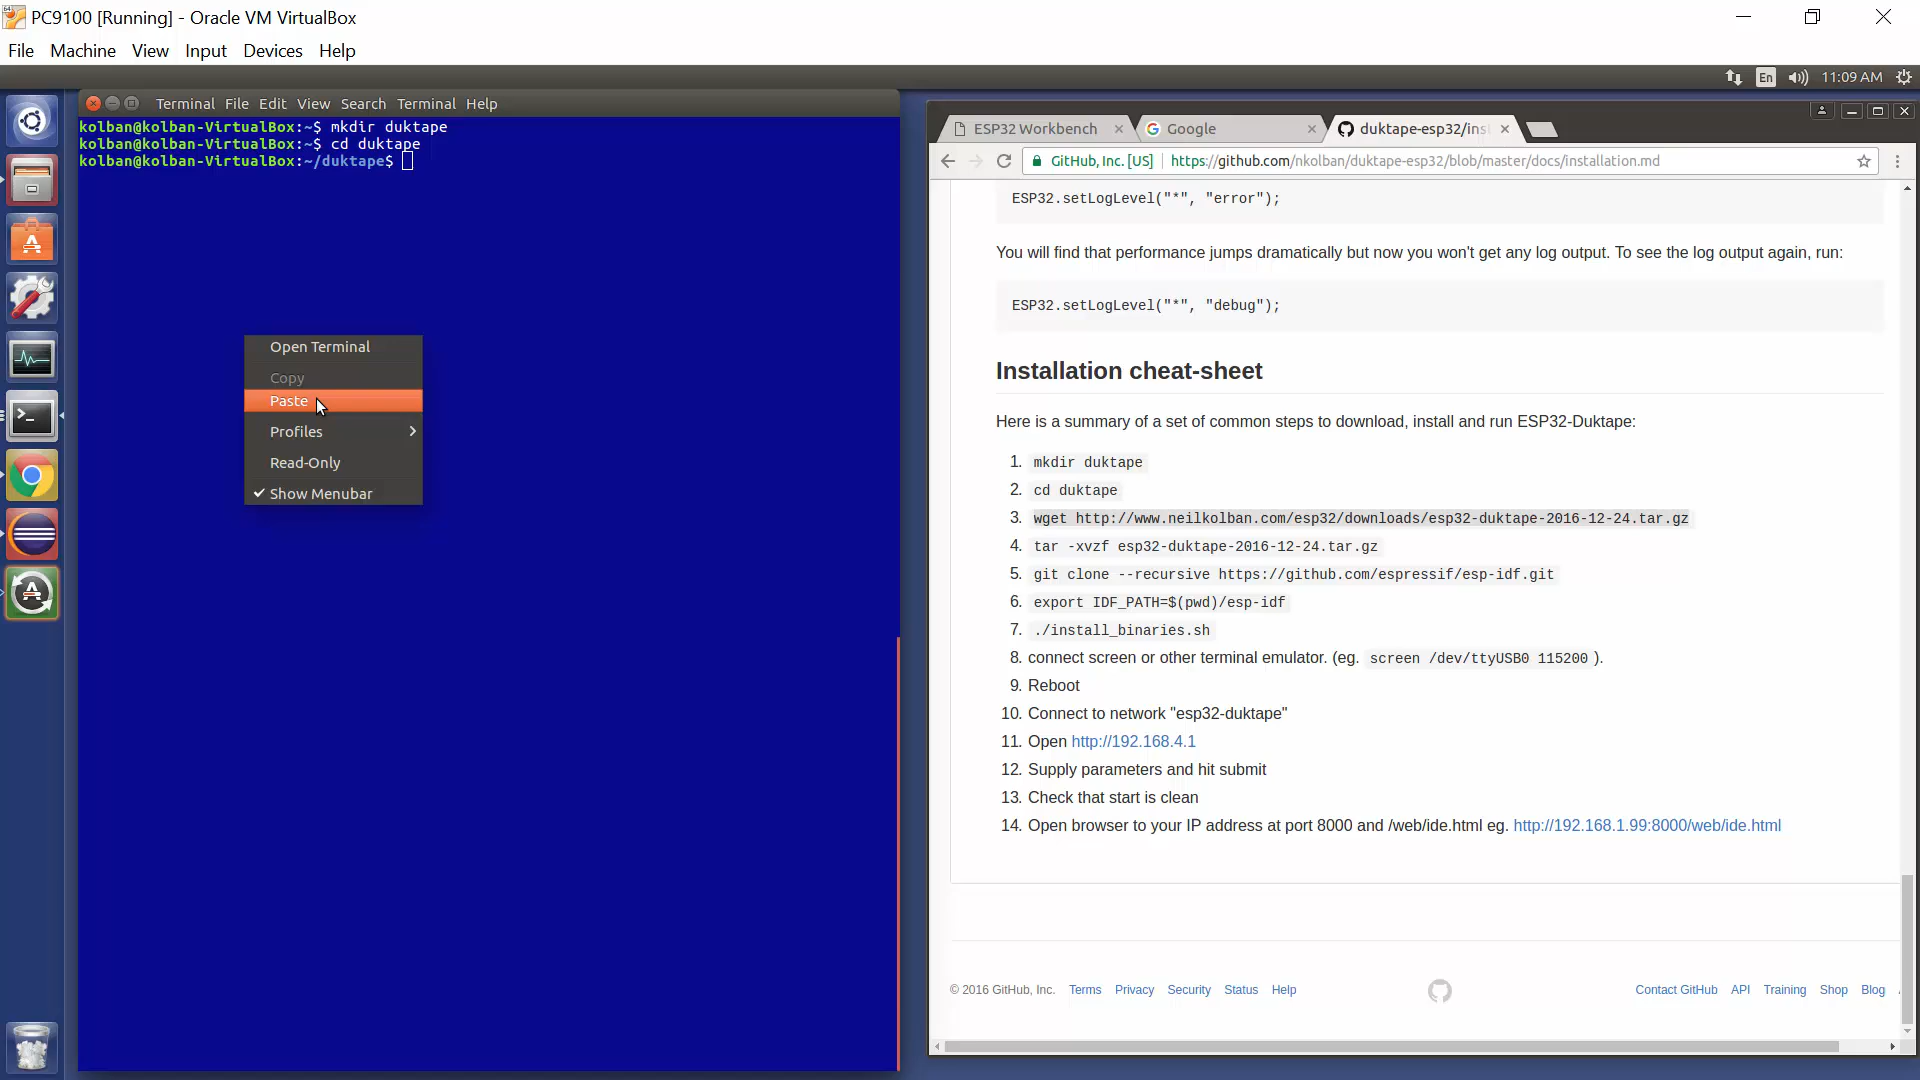 PC9100 [Running] - Oracle VM VirtualBox
File Machine View Input Devices Help
En 11:09 AM
Terminal File Edit View Search Terminal Help
kolban@kolban-VirtualBox:~$ mkdir duktape
kolban@kolban-VirtualBox:~$ cd duktape
kolban@kolban-VirtualBox:~/duktape$
Open Terminal
Copy
Paste
Profiles
Read-Only
Show Menubar
ESP32 Workbench
Google
duktape-esp32/ins
GitHub, Inc. [US] https://github.com/nkolban/duktape-esp32/blob/master/docs/installation.md
ESP32.setLogLevel("*", "error");
You will find that performance jumps dramatically but now you won't get any log output. To see the log output again, run:
ESP32.setLogLevel("*", "debug");
Installation cheat-sheet
Here is a summary of a set of common steps to download, install and run ESP32-Duktape:
1. mkdir duktape
2. cd duktape
3. wget http://www.neilkolban.com/esp32/downloads/esp32-duktape-2016-12-24.tar.gz
4. tar -xvzf esp32-duktape-2016-12-24.tar.gz
5. git clone --recursive https://github.com/espressif/esp-idf.git
6. export IDF_PATH=$(pwd)/esp-idf
7. ./install_binaries.sh
8. connect screen or other terminal emulator. (eg. screen /dev/ttyUSB0 115200 ).
9. Reboot
10. Connect to network "esp32-duktape"
11. Open http://192.168.4.1
12. Supply parameters and hit submit
13. Check that start is clean
14. Open browser to your IP address at port 8000 and /web/ide.html eg. http://192.168.1.99:8000/web/ide.html
© 2016 GitHub, Inc. Terms Privacy Security Status Help
Contact GitHub API Training Shop Blog